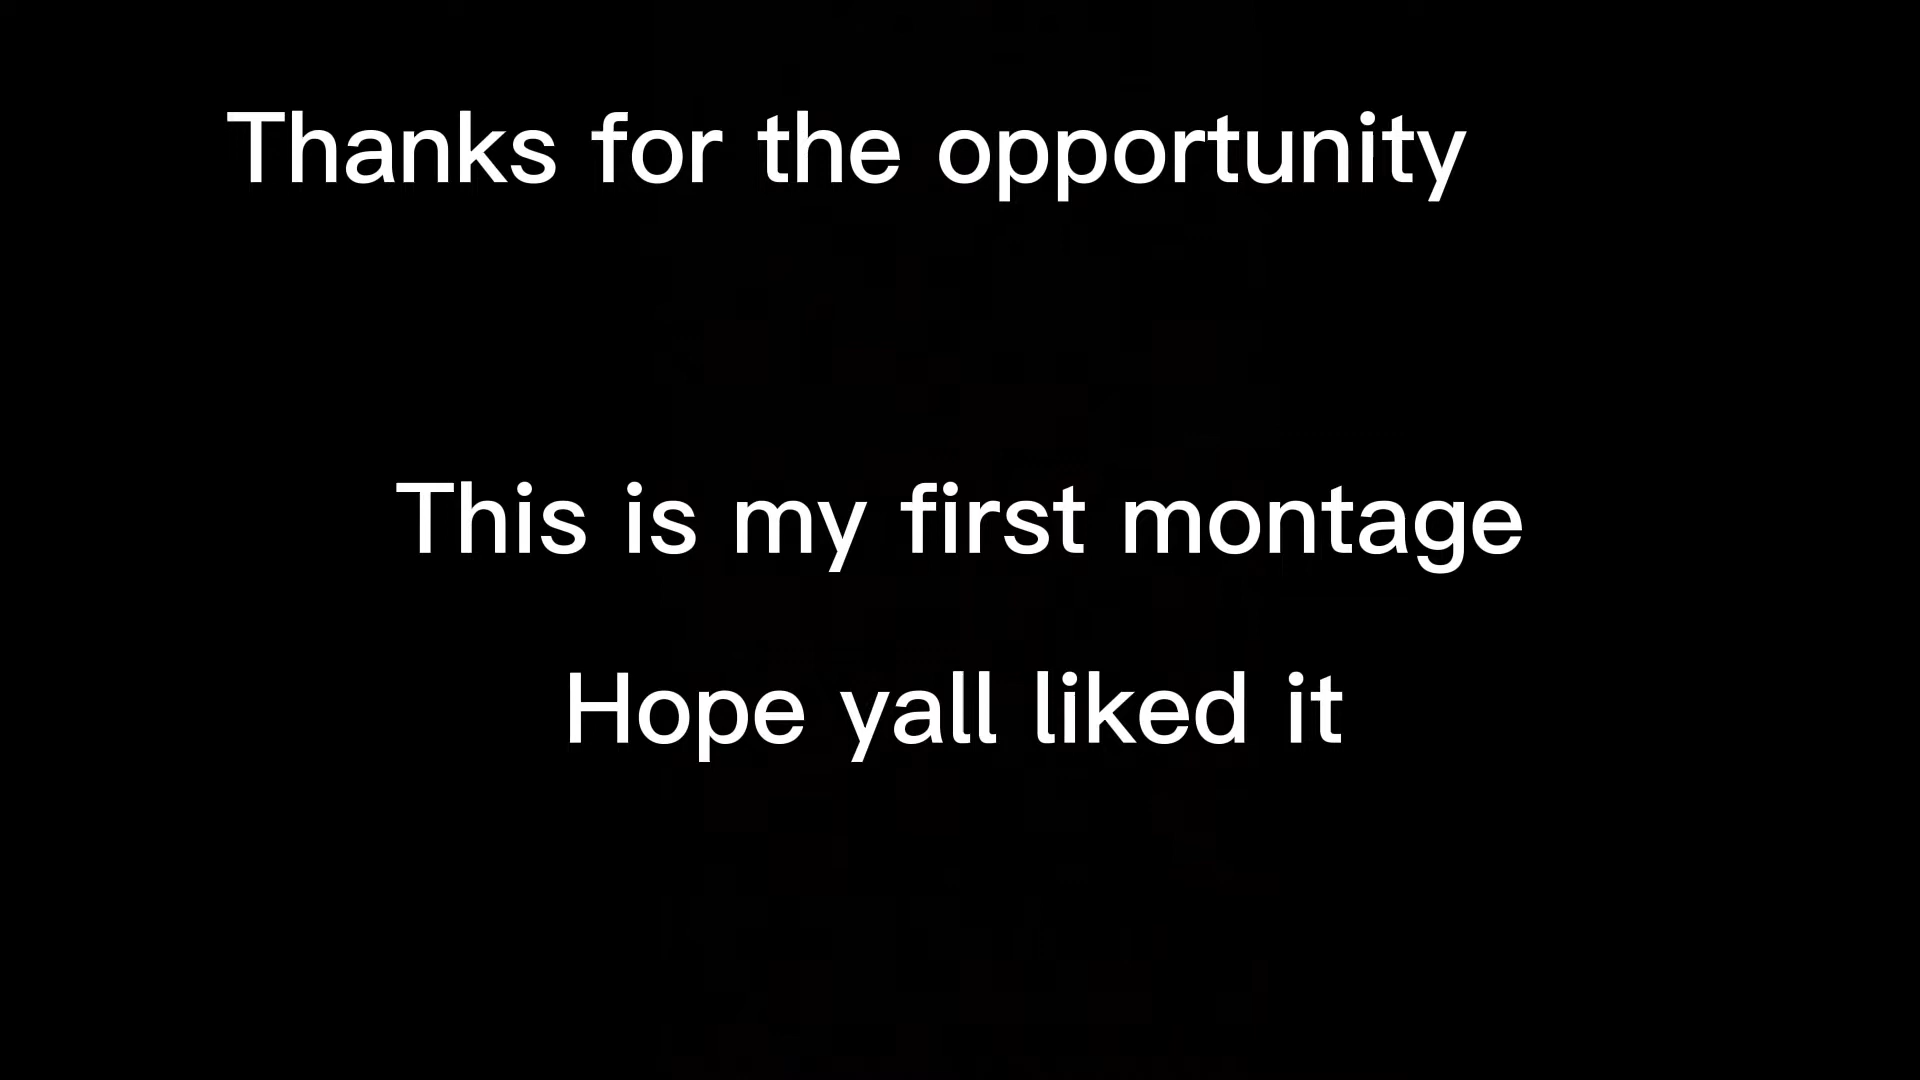 Thanks for the opportunity
This is my first montage
Hope yall liked it